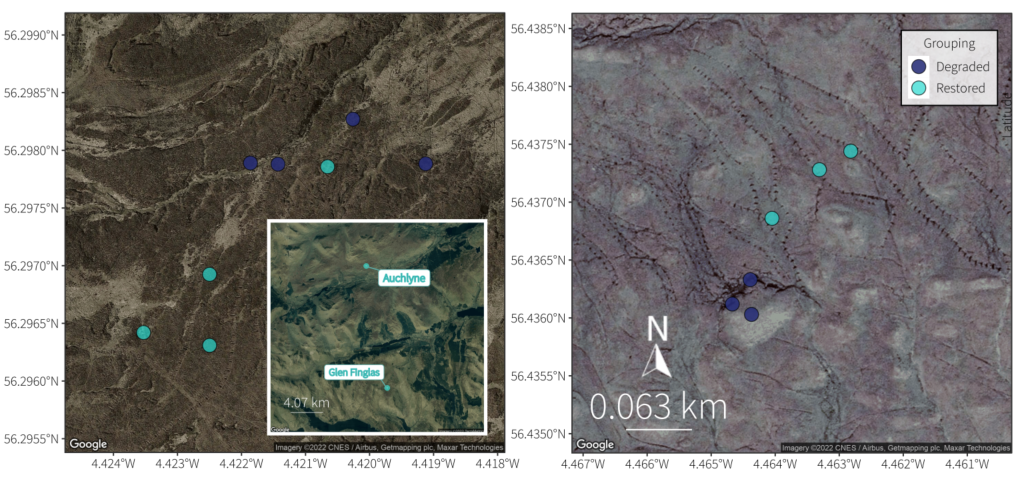 56.2990°N
56.2985°N
56.2980°N
56.2975°N
56.2970°N
56.2965°N
56.2960°N
56.2955°N
Auchlyne
Glen Finglas
4.07 km
Google
Google
Imagery ©2022 CNES / Airbus, Getmapping plc, Maxar Technologies
4.424°W 4.423°W 4.422°W 4.421°W 4.420°W 4.419°W 4.418°W
56.4385°N
56.4380°N
56.4375°N
56.4370°N
56.4365°N
56.4360°N
56.4355°N
56.4350°N
Grouping
Degraded
Restored
Latitude
N
0.063 km
Google
Imagery ©2022 CNES / Airbus, Getmapping plc, Maxar Technologies
4.467°W 4.466°W 4.465°W 4.464°W 4.463°W 4.462°W 4.461°W